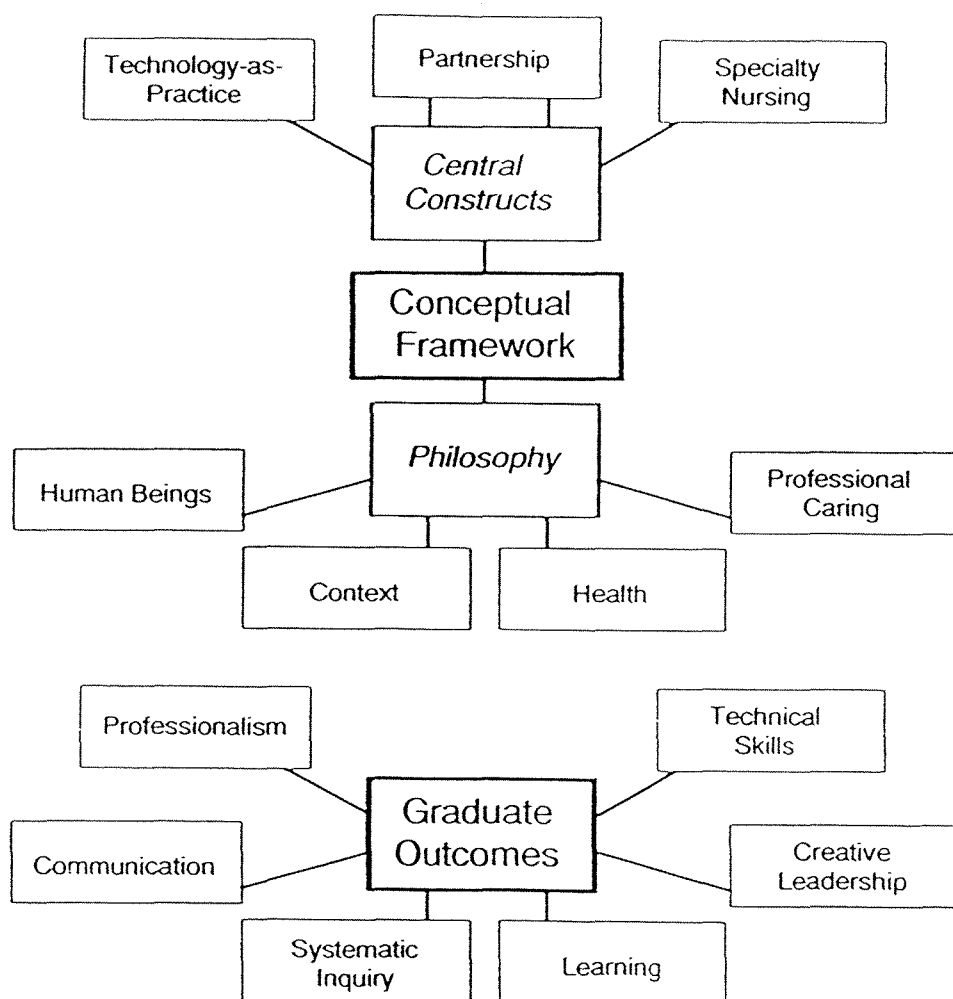 Technology-as-
Practice
Partnership
Specialty
Nursing
Central
Constructs
Conceptual
Framework
Philosophy
Human Beings
Professional
Caring
Context
Health
Professionalism
Technical
Skills
Graduate
Outcomes
Communication
Creative
Leadership
Systematic
Inquiry
Learning